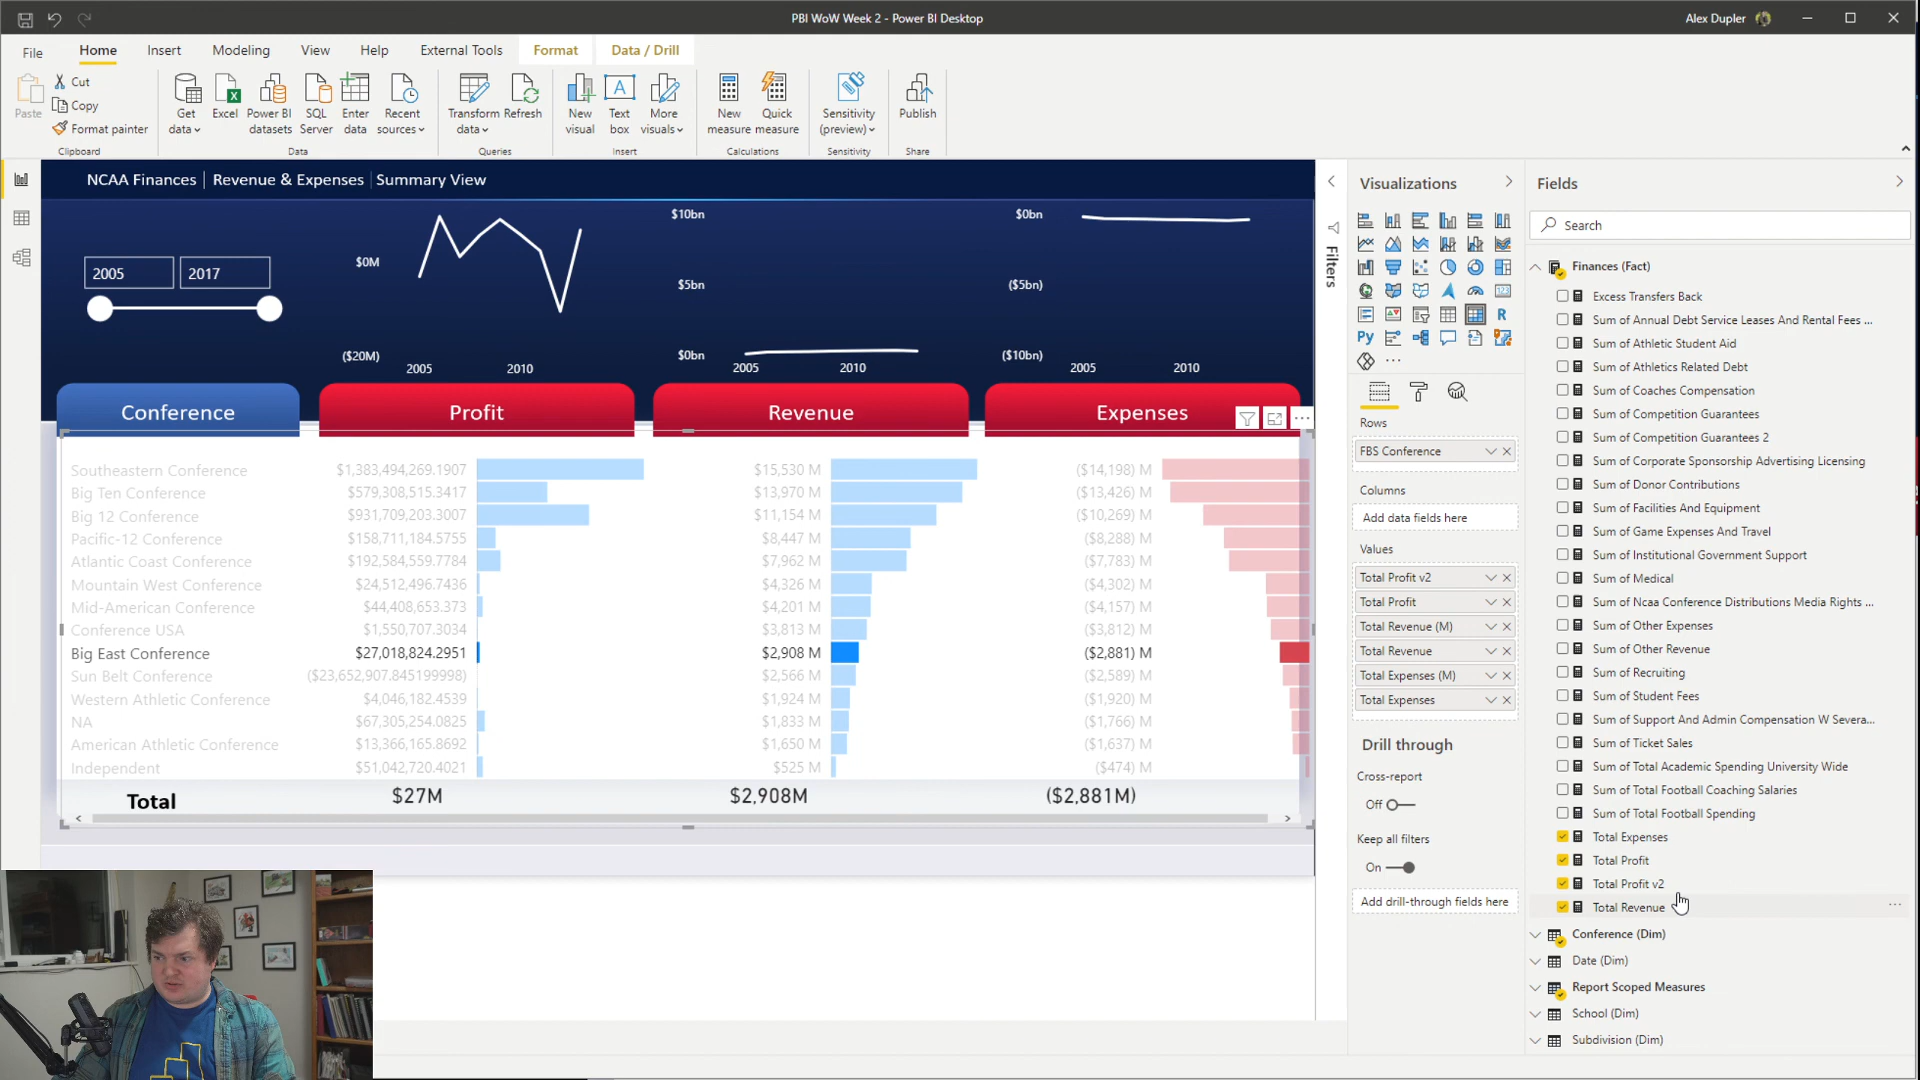 PBI WoW Week 2 - Power BI Desktop
Alex Dupler
File Home Insert Modeling View Help External Tools Format Data / Drill
Paste
Cut
Copy
Format painter
Clipboard
Get data
Excel
Power BI datasets
SQL Server
Enter data
Recent sources
Data
Transform data
Refresh
Queries
New visual
Text box
More visuals
Insert
New measure
Quick measure
Calculations
Sensitivity (preview)
Sensitivity
Publish
Share
NCAA Finances | Revenue & Expenses | Summary View
2005 2017
$0M
($20M)
2005 2010
$10bn
$5bn
$0bn
2005 2010
$0bn
($5bn)
($10bn)
2005 2010
Conference Profit Revenue Expenses
Southeastern Conference $1,383,494,269.1907 $15,530 M ($14,198) M
Big Ten Conference $579,308,515.3417 $13,970 M ($13,426) M
Big 12 Conference $931,709,203.3007 $11,154 M ($10,269) M
Pacific-12 Conference $158,711,184.5755 $8,447 M ($8,288) M
Atlantic Coast Conference $192,584,559.7784 $7,962 M ($7,783) M
Mountain West Conference $24,512,496.7436 $4,326 M ($4,302) M
Mid-American Conference $44,408,653.373 $4,201 M ($4,157) M
Conference USA $1,550,707.3034 $3,813 M ($3,812) M
Big East Conference $27,018,824.2951 $2,908 M ($2,881) M
Sun Belt Conference ($23,652,907.845199998) $2,566 M ($2,589) M
Western Athletic Conference $4,046,182.4539 $1,924 M ($1,920) M
NA $67,305,254.0825 $1,833 M ($1,766) M
American Athletic Conference $13,366,165.8692 $1,650 M ($1,637) M
Independent $51,042,720.4021 $525 M ($474) M
Total $27M $2,908M ($2,881M)
Filters
Visualizations
R
Py
Rows
FBS Conference
Columns
Add data fields here
Values
Total Profit v2
Total Profit
Total Revenue (M)
Total Revenue
Total Expenses (M)
Total Expenses
Drill through
Cross-report
Off
Keep all filters
On
Add drill-through fields here
Fields
Search
Finances (Fact)
Excess Transfers Back
Sum of Annual Debt Service Leases And Rental Fees ...
Sum of Athletic Student Aid
Sum of Athletics Related Debt
Sum of Coaches Compensation
Sum of Competition Guarantees
Sum of Competition Guarantees 2
Sum of Corporate Sponsorship Advertising Licensing
Sum of Donor Contributions
Sum of Facilities And Equipment
Sum of Game Expenses And Travel
Sum of Institutional Government Support
Sum of Medical
Sum of Ncaa Conference Distributions Media Rights ...
Sum of Other Expenses
Sum of Other Revenue
Sum of Recruiting
Sum of Student Fees
Sum of Support And Admin Compensation W Severa...
Sum of Ticket Sales
Sum of Total Academic Spending University Wide
Sum of Total Football Coaching Salaries
Sum of Total Football Spending
Total Expenses
Total Profit
Total Profit v2
Total Revenue
Conference (Dim)
Date (Dim)
Report Scoped Measures
School (Dim)
Subdivision (Dim)